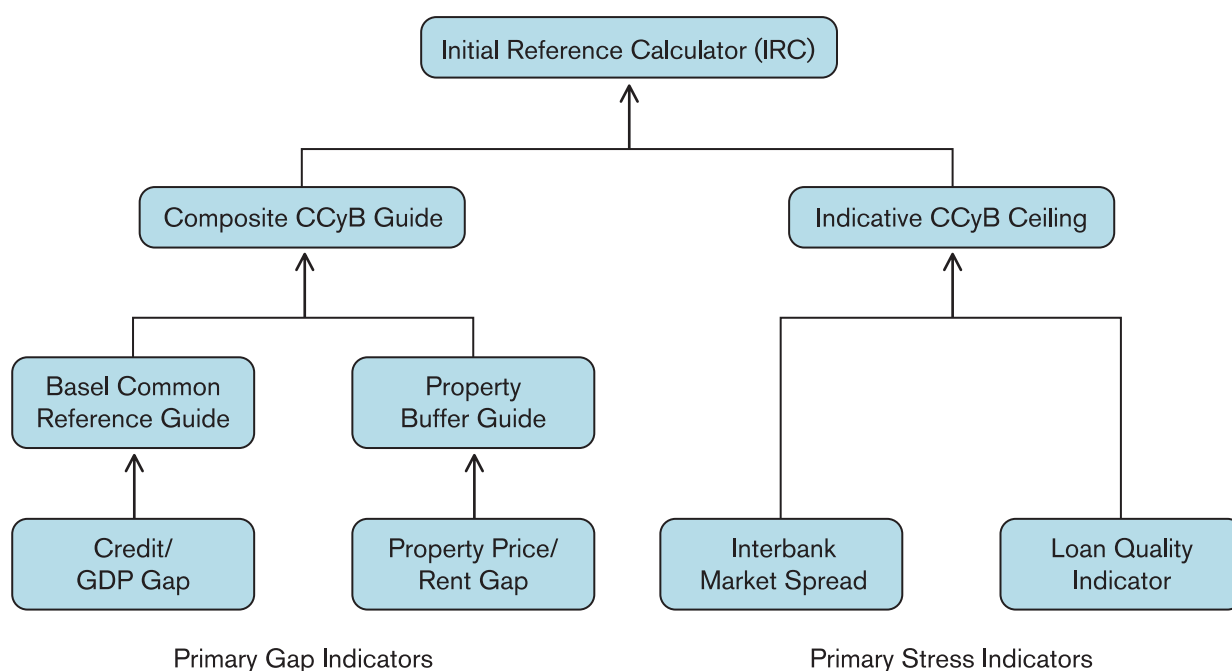 Initial Reference Calculator (IRC)
Composite CCyB Guide
Indicative CCyB Ceiling
Basel Common
Reference Guide
Property
Buffer Guide
Credit/
GDP Gap
Property Price/
Rent Gap
Interbank
Market Spread
Loan Quality
Indicator
Primary Gap Indicators
Primary Stress Indicators